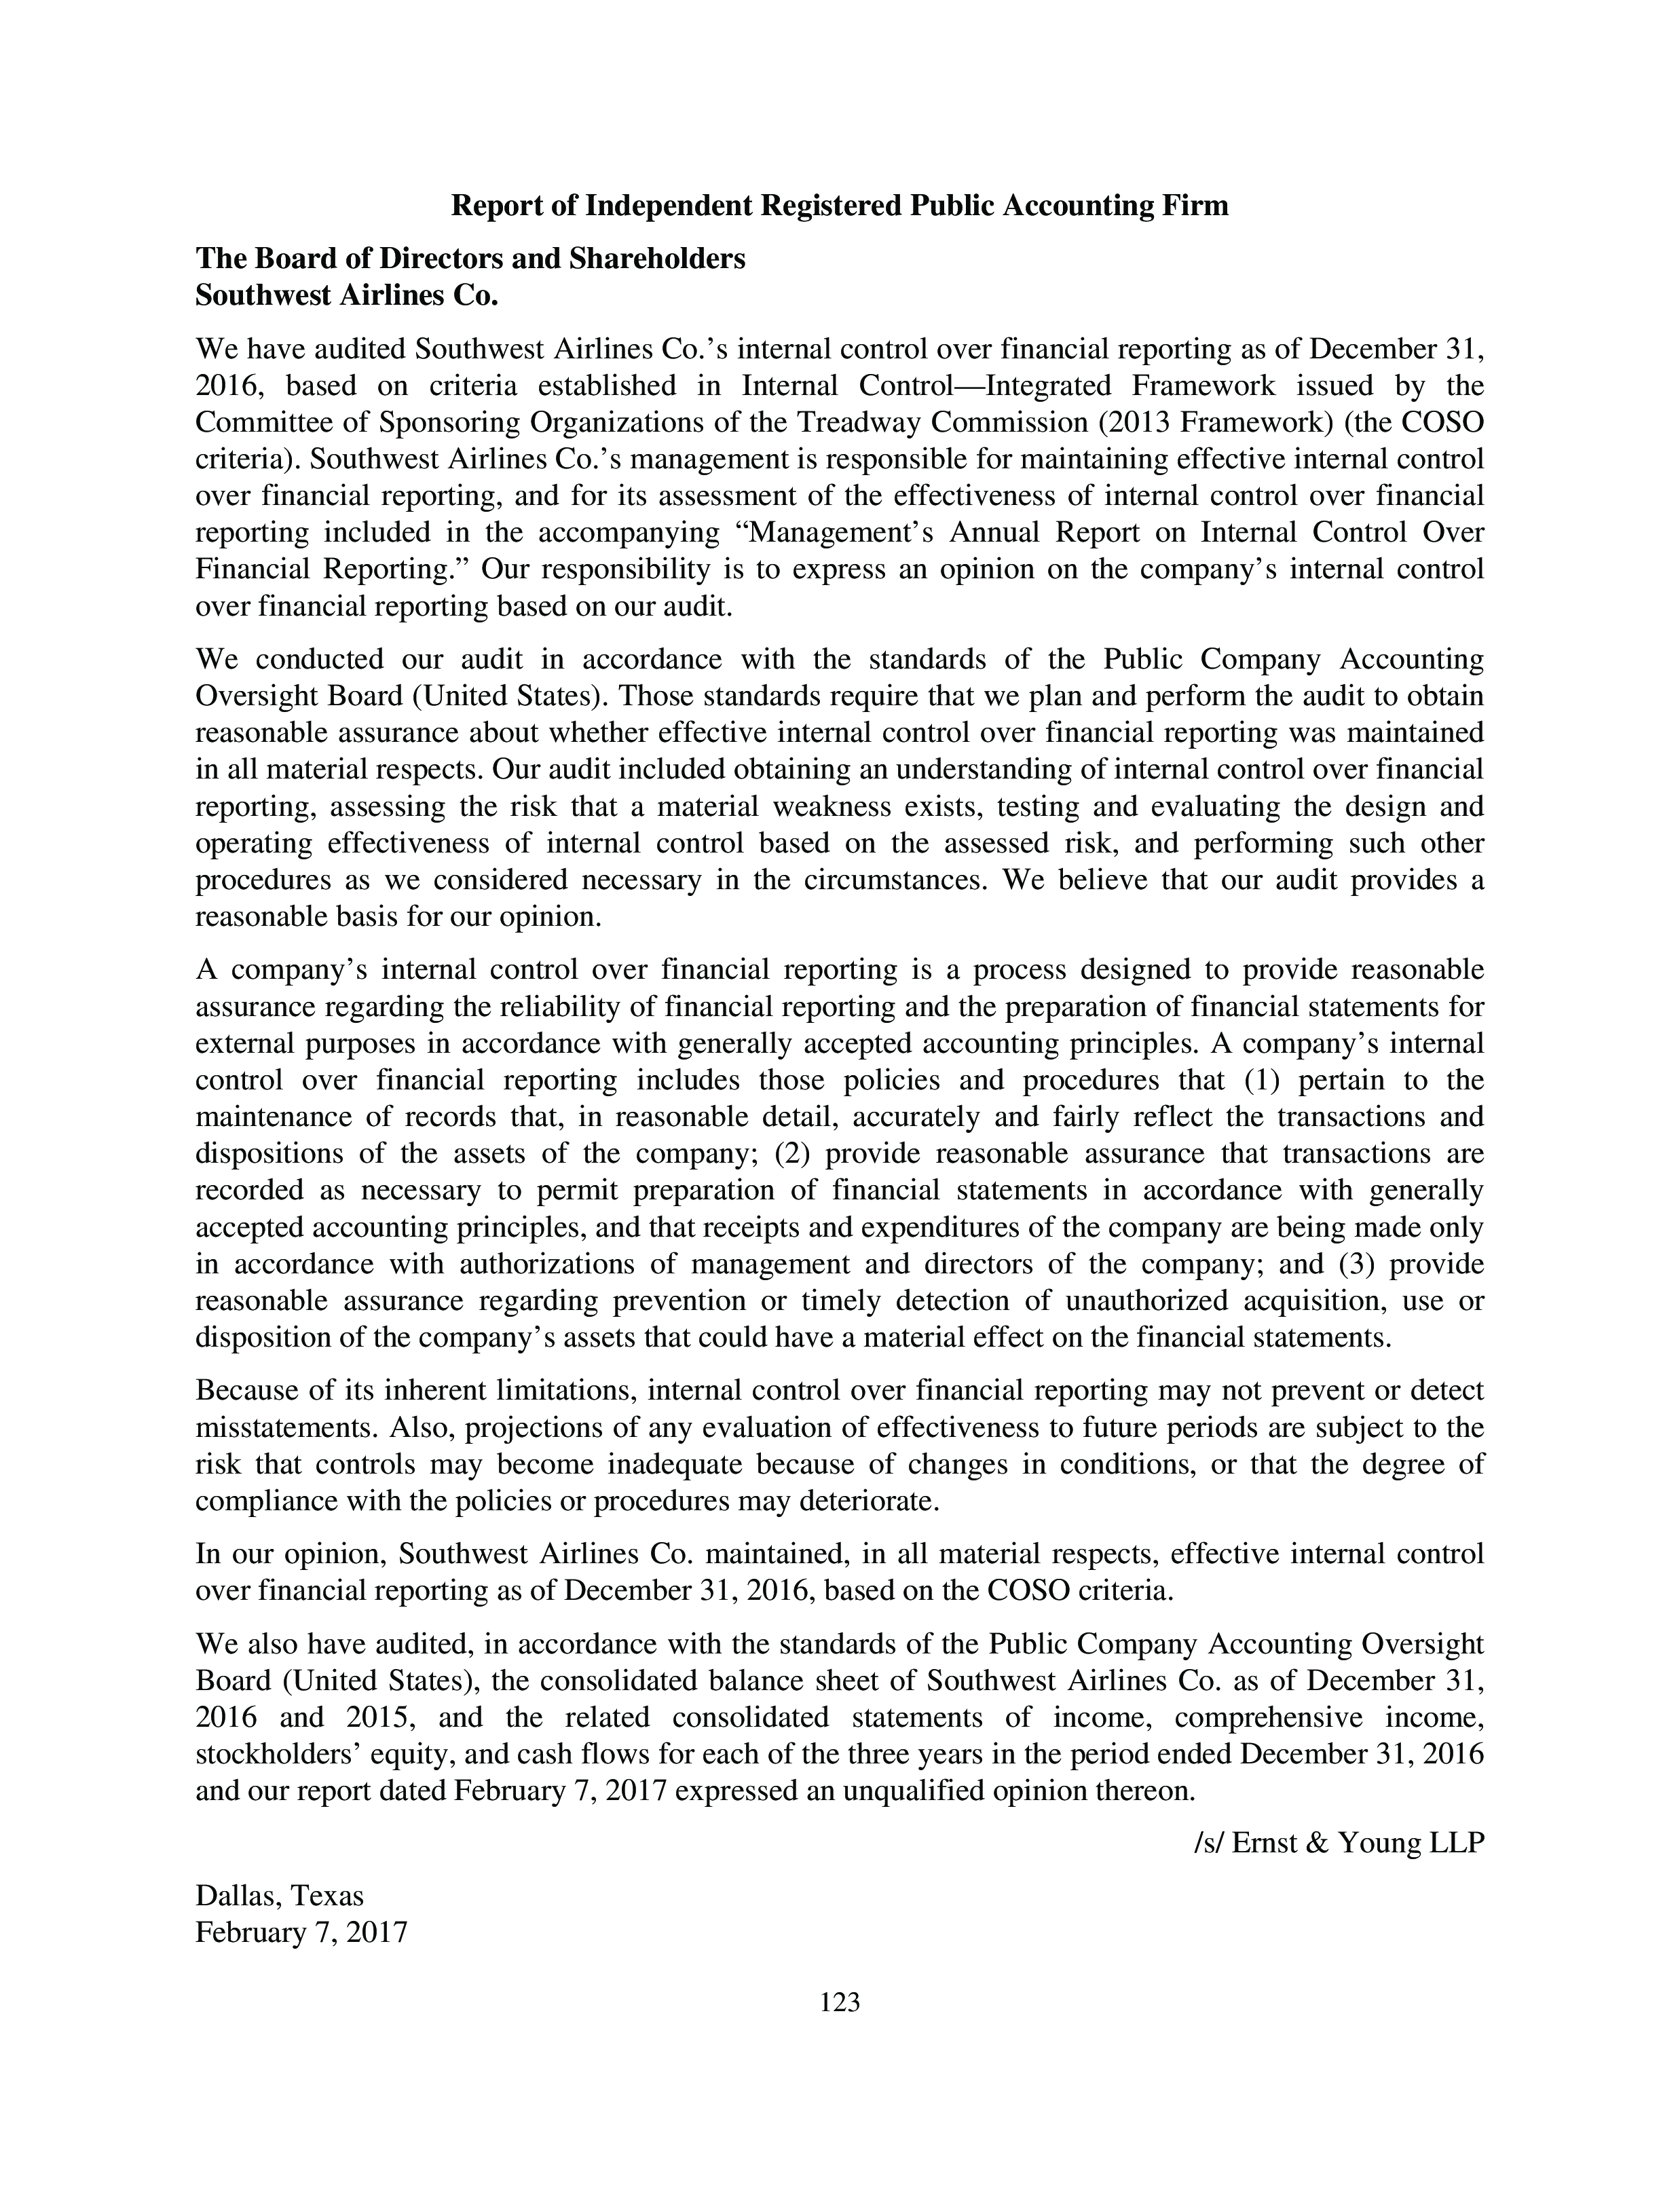 Report of Independent Registered Public Accounting Firm
The Board of Directors and Shareholders
Southwest Airlines Co.
We have audited Southwest Airlines Co.’s internal control over financial reporting as of December 31,
2016, based on criteria established in Internal Control—Integrated Framework issued by the
Committee of Sponsoring Organizations of the Treadway Commission (2013 Framework) (the COSO
criteria). Southwest Airlines Co.’s management is responsible for maintaining effective internal control
over financial reporting, and for its assessment of the effectiveness of internal control over financial
reporting included in the accompanying “Management’s Annual Report on Internal Control Over
Financial Reporting.” Our responsibility is to express an opinion on the company’s internal control
over financial reporting based on our audit.
We conducted our audit in accordance with the standards of the Public Company Accounting
Oversight Board (United States). Those standards require that we plan and perform the audit to obtain
reasonable assurance about whether effective internal control over financial reporting was maintained
in all material respects. Our audit included obtaining an understanding of internal control over financial
reporting, assessing the risk that a material weakness exists, testing and evaluating the design and
operating effectiveness of internal control based on the assessed risk, and performing such other
procedures as we considered necessary in the circumstances. We believe that our audit provides a
reasonable basis for our opinion.
A company’s internal control over financial reporting is a process designed to provide reasonable
assurance regarding the reliability of financial reporting and the preparation of financial statements for
external purposes in accordance with generally accepted accounting principles. A company’s internal
control over financial reporting includes those policies and procedures that (1) pertain to the
maintenance of records that, in reasonable detail, accurately and fairly reflect the transactions and
dispositions of the assets of the company; (2) provide reasonable assurance that transactions are
recorded as necessary to permit preparation of financial statements in accordance with generally
accepted accounting principles, and that receipts and expenditures of the company are being made only
in accordance with authorizations of management and directors of the company; and (3) provide
reasonable assurance regarding prevention or timely detection of unauthorized acquisition, use or
disposition of the company’s assets that could have a material effect on the financial statements.
Because of its inherent limitations, internal control over financial reporting may not prevent or detect
misstatements. Also, projections of any evaluation of effectiveness to future periods are subject to the
risk that controls may become inadequate because of changes in conditions, or that the degree of
compliance with the policies or procedures may deteriorate.
In our opinion, Southwest Airlines Co. maintained, in all material respects, effective internal control
over financial reporting as of December 31, 2016, based on the COSO criteria.
We also have audited, in accordance with the standards of the Public Company Accounting Oversight
Board (United States), the consolidated balance sheet of Southwest Airlines Co. as of December 31,
2016 and 2015, and the related consolidated statements of income, comprehensive income,
stockholders’ equity, and cash flows for each of the three years in the period ended December 31, 2016
and our report dated February 7, 2017 expressed an unqualified opinion thereon.
/s/ Ernst & Young LLP
Dallas, Texas
February 7, 2017
123